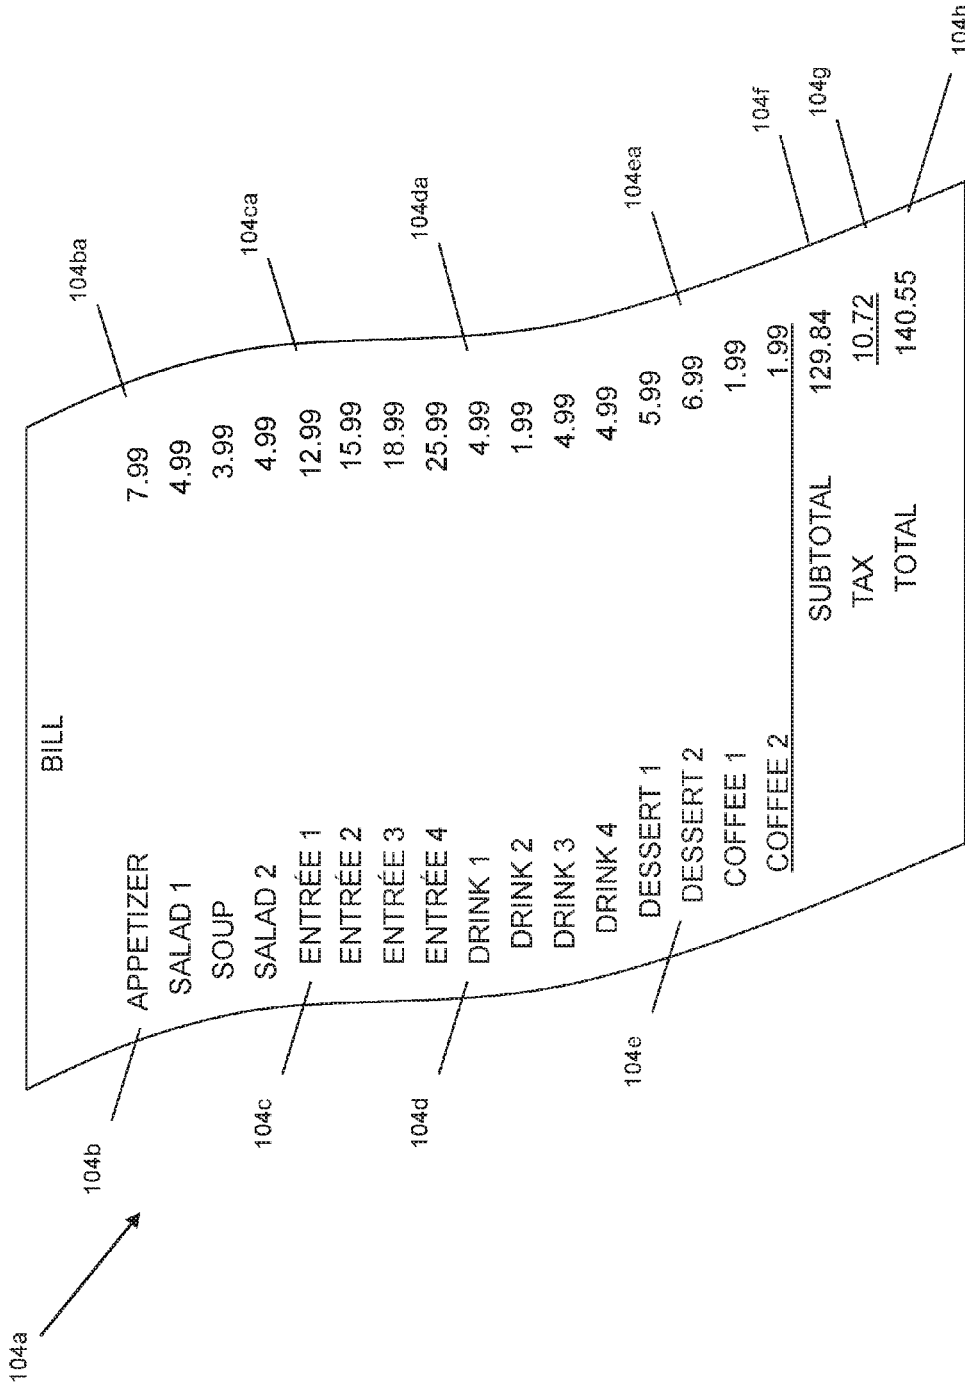 104a
BILL
104b APPETIZER 7.99 104ba
SALAD 1 4.99
SOUP 3.99
SALAD 2 4.99
104c ENTRÉE 1 12.99 104ca
ENTRÉE 2 15.99
ENTRÉE 3 18.99
ENTRÉE 4 25.99
104d DRINK 1 4.99 104da
DRINK 2 1.99
DRINK 3 4.99
DRINK 4 4.99
DESSERT 1 5.99
104e DESSERT 2 6.99 104ea
COFFEE 1 1.99
COFFEE 2 1.99
SUBTOTAL 129.84 104f
TAX 10.72 104g
TOTAL 140.55 104h